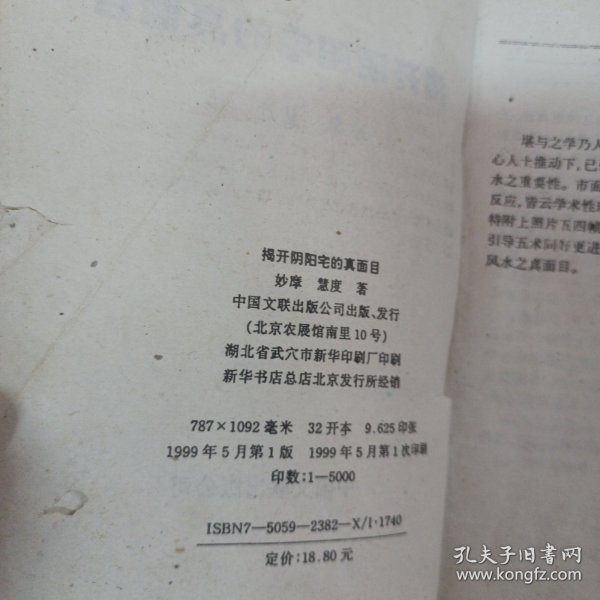 揭开阴阳宅的真面目
妙摩 慧度 著
中国文联出版公司出版、发行
(北京农展馆南里10号)
湖北省武穴市新华印刷厂印刷
新华书店总店北京发行所经销
787×1092毫米 32开本 9.625印张
1999年5月第1版 1999年5月第1次印刷
印数:1—5000
ISBN7—5059—2382—X/I·1740
定价:18.80元
堪与之学乃人
心人士推动下,已
水之重要性。市面
反应,皆云学术性
特附上照片五四帧
引导五术同好更进
风水之真面目。
孔夫子旧书网
www.kongfz.com